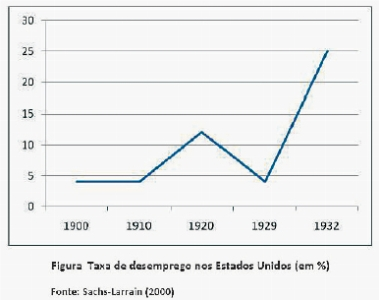 30
25
20
15
10
5
0
1900 1910 1920 1929 1932
Figura Taxa de desemprego nos Estados Unidos (em %)
Fonte: Sachs-Larrain (2000)